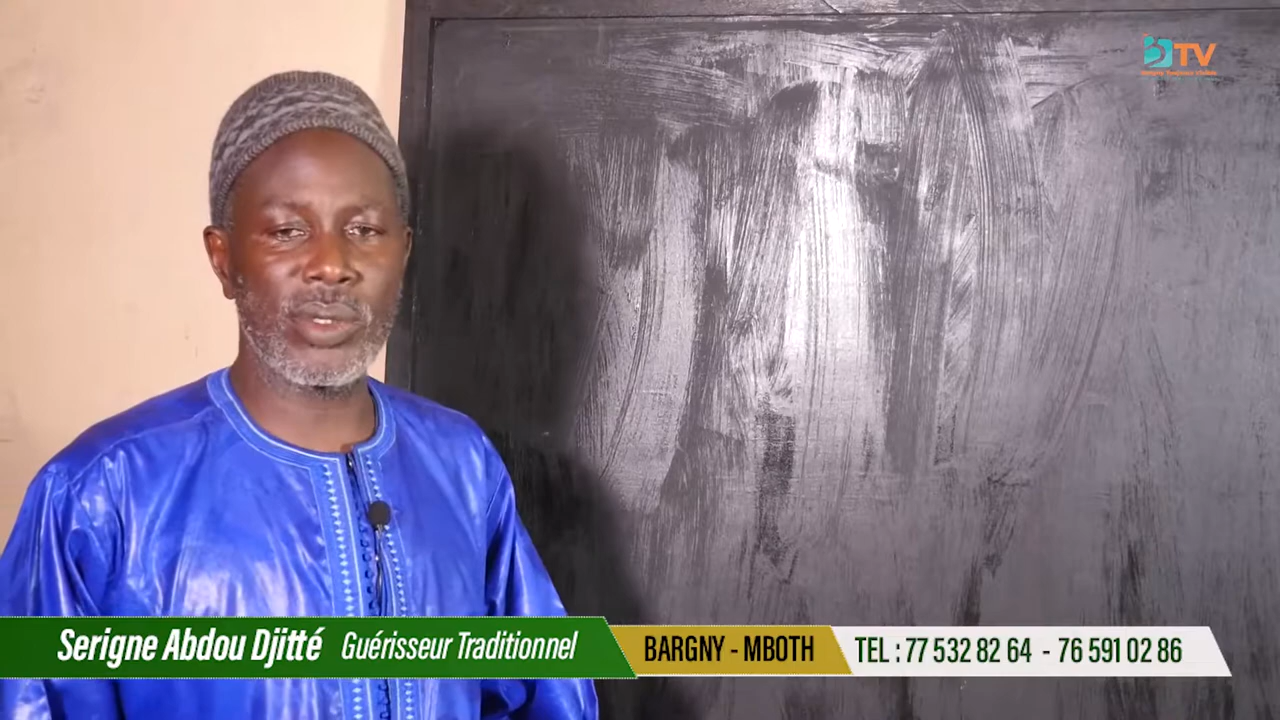 TV
Serigne Abdou Djitté Guérisseur Traditionnel
BARGNY - MBOTH
TEL : 77 532 82 64 - 76 591 02 86